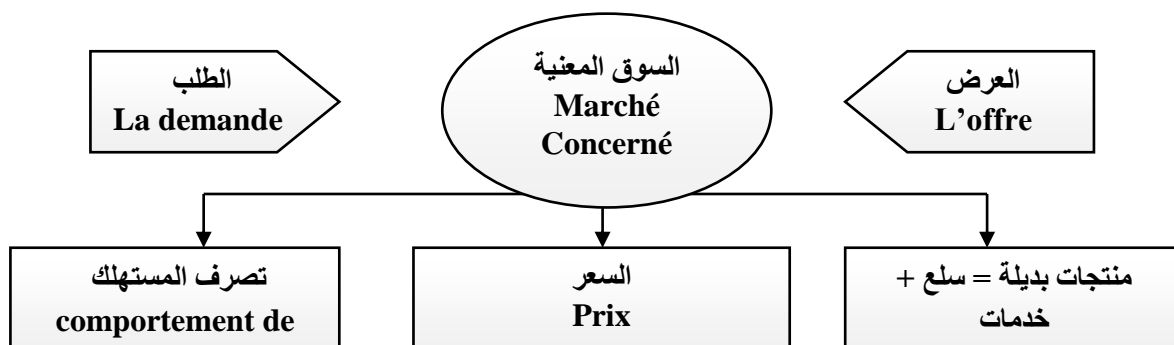 السوق المعنية
Marché
Concerné
العرض
L’offre
الطلب
La demande
منتجات بديلة = سلع +
خدمات
السعر
Prix
تصرف المستهلك
comportement de